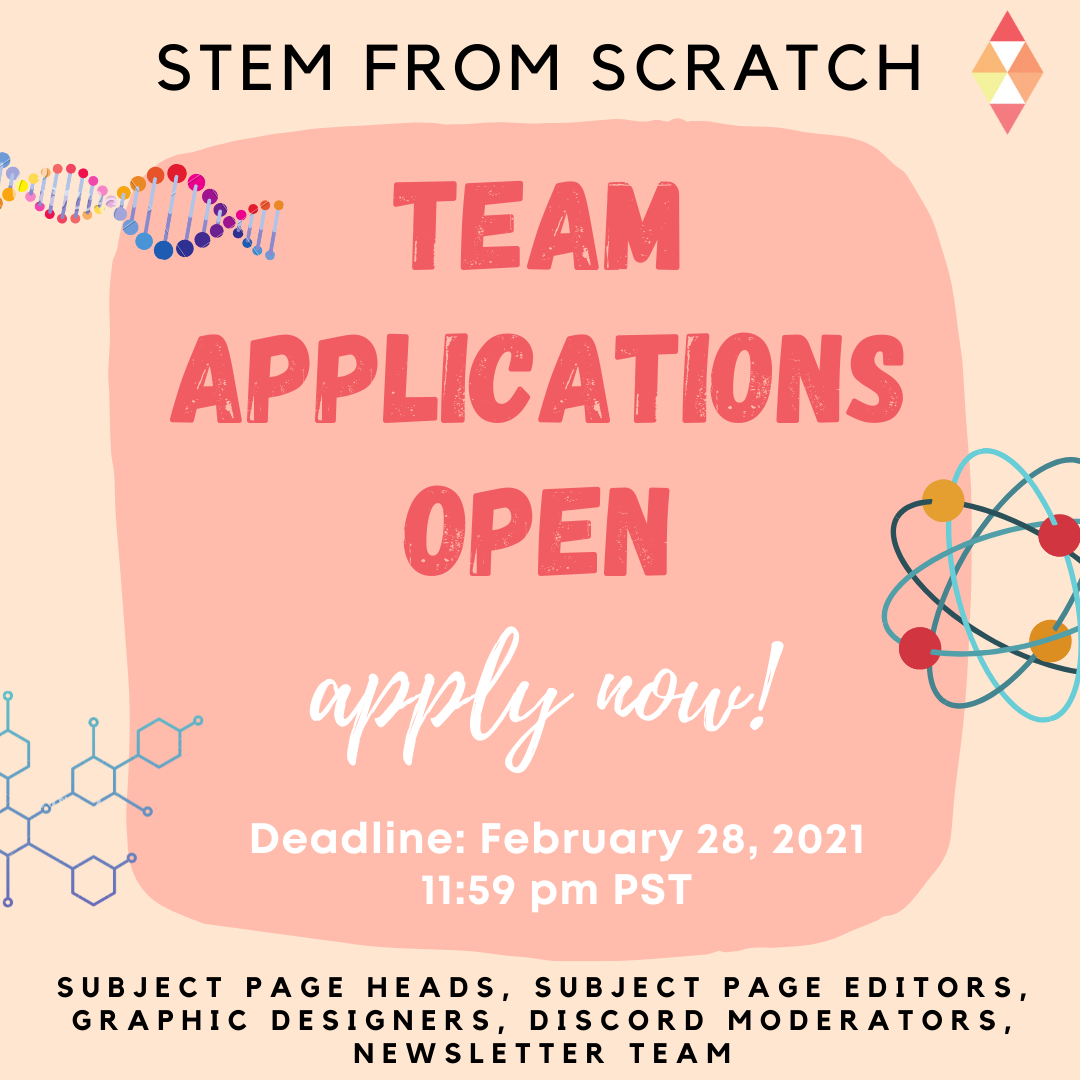 STEM FROM SCRATCH
TEAM
APPLICATIONS
OPEN
apply now!
Deadline: February 28, 2021
11:59 pm PST
SUBJECT PAGE HEADS, SUBJECT PAGE EDITORS,
GRAPHIC DESIGNERS, DISCORD MODERATORS,
NEWSLETTER TEAM